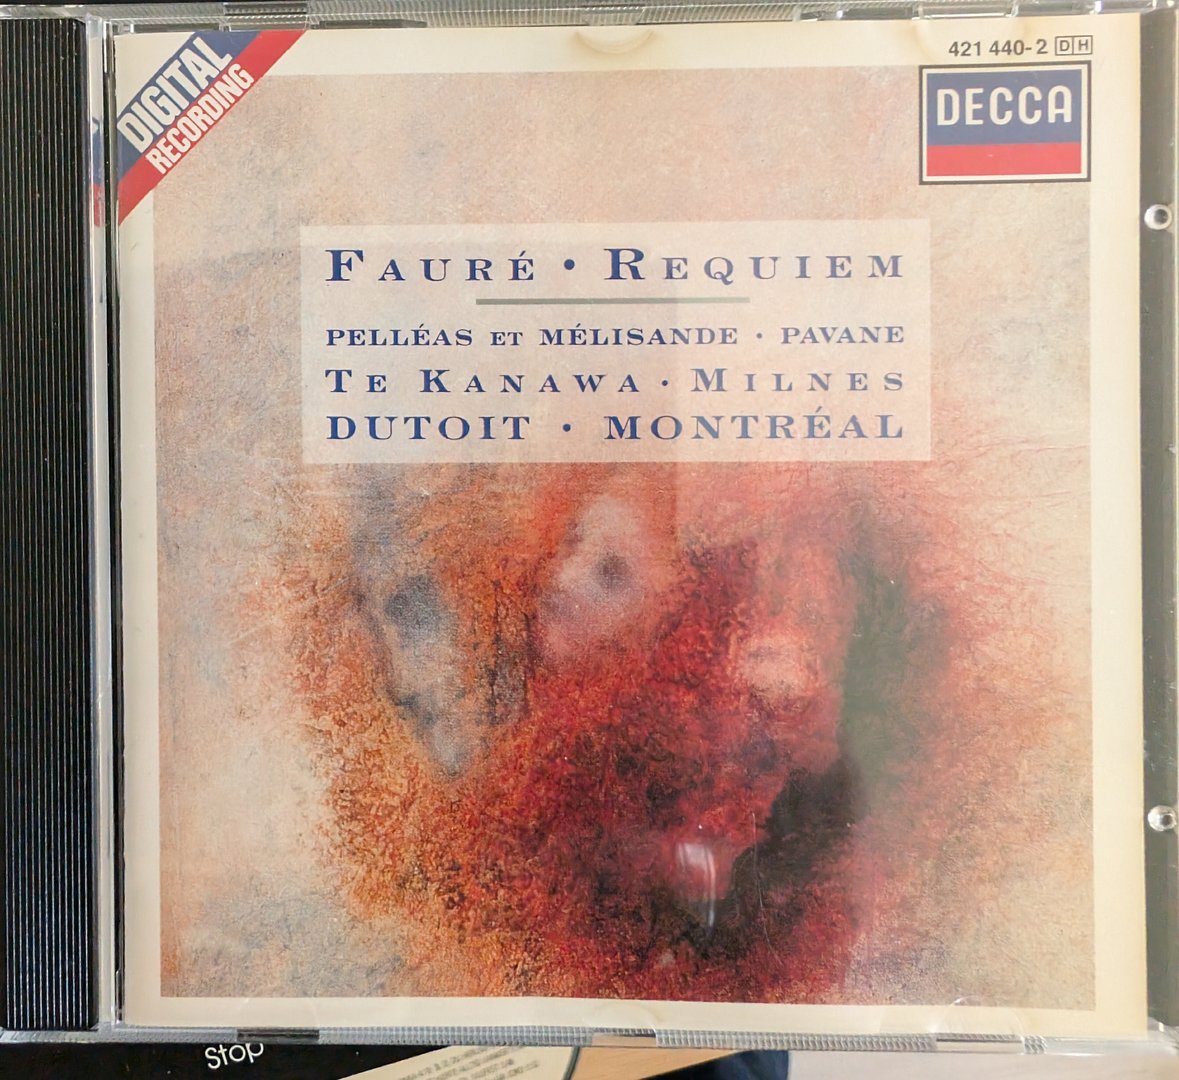 DIGITAL
RECORDING
421 440-2 DH
DECCA
FAURÉ • REQUIEM
PELLÉAS ET MÉLISANDE • PAVANE
TE KANAWA • MILNES
DUTOIT • MONTRÉAL
Stop